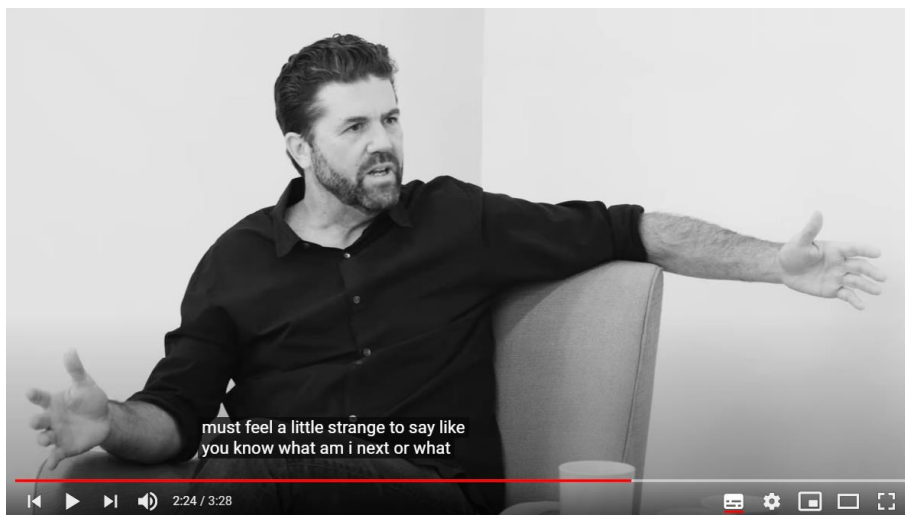 must feel a little strange to say like
you know what am i next or what
2:24 / 3:28